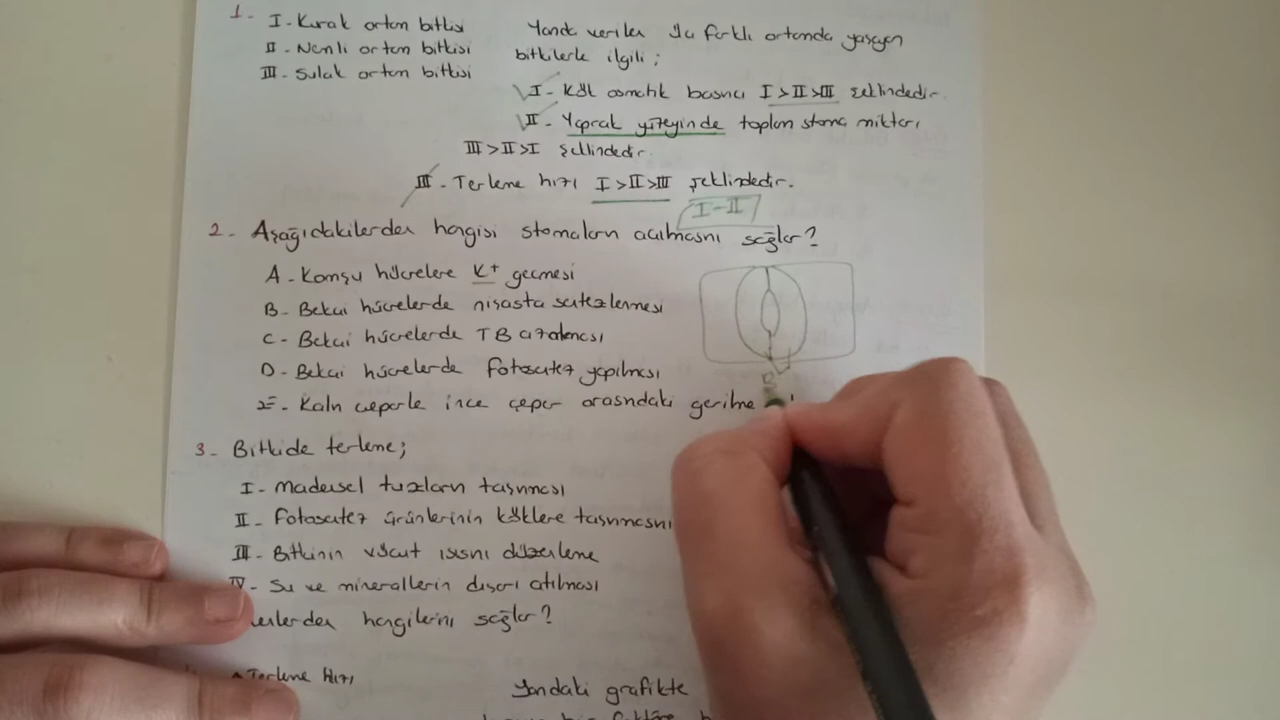 1. I-Kurak ortam bitkisi
II - Nemli ortam bitkisi
III - Sulak ortam bitkisi
Yanda verilen üç farklı ortamda yaşayan
bitkilerle ilgili;
I- Kök osmotik basıncı I>II>III şeklindedir.
II - Yaprak yüzeyinde toplam stoma miktarı
III>II>I şeklindedir.
III - Terleme hızı I>II>III şeklindedir.
I-II
2- Aşağıdakilerden hangisi stomaların açılmasını sağlar?
A - Komşu hücrelere K+ geçmesi
B- Bekçi hücrelerde nişasta sentezlenmesi
C- Bekçi hücrelerde TB azalması
D- Bekçi hücrelerde fotosentez yapılması
E- Kalın çeperle ince çeper arasındaki gerilme
3- Bitkide terleme;
I- madensel tuzların taşınması
II- Fotosentez ürünlerinin köklere taşınmasını
III- Bitkinin vücut ısısını düzenleme
IV- Su ve minerallerin dışarı atılması
hangilerini sağlar?
Terleme Hızı
Yandaki grafikte